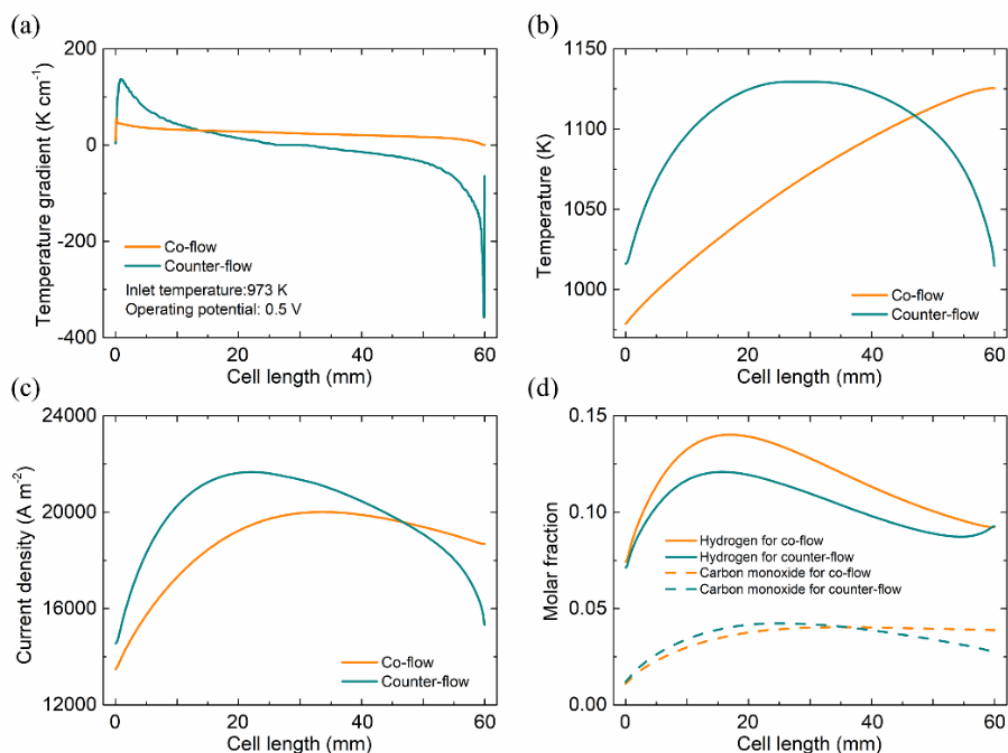 (a)
200
0
-200
-400
Temperature gradient (K cm⁻¹)
Co-flow
Counter-flow
Inlet temperature:973 K
Operating potential: 0.5 V
0
20
40
60
Cell length (mm)
(b)
1150
1100
1050
1000
Temperature (K)
Co-flow
Counter-flow
0
20
40
60
Cell length (mm)
(c)
24000
20000
16000
12000
Current density (A m⁻²)
Co-flow
Counter-flow
0
20
40
60
Cell length (mm)
(d)
0.15
0.10
0.05
0.00
Molar fraction
Hydrogen for co-flow
Hydrogen for counter-flow
Carbon monoxide for co-flow
Carbon monoxide for counter-flow
0
20
40
60
Cell length (mm)